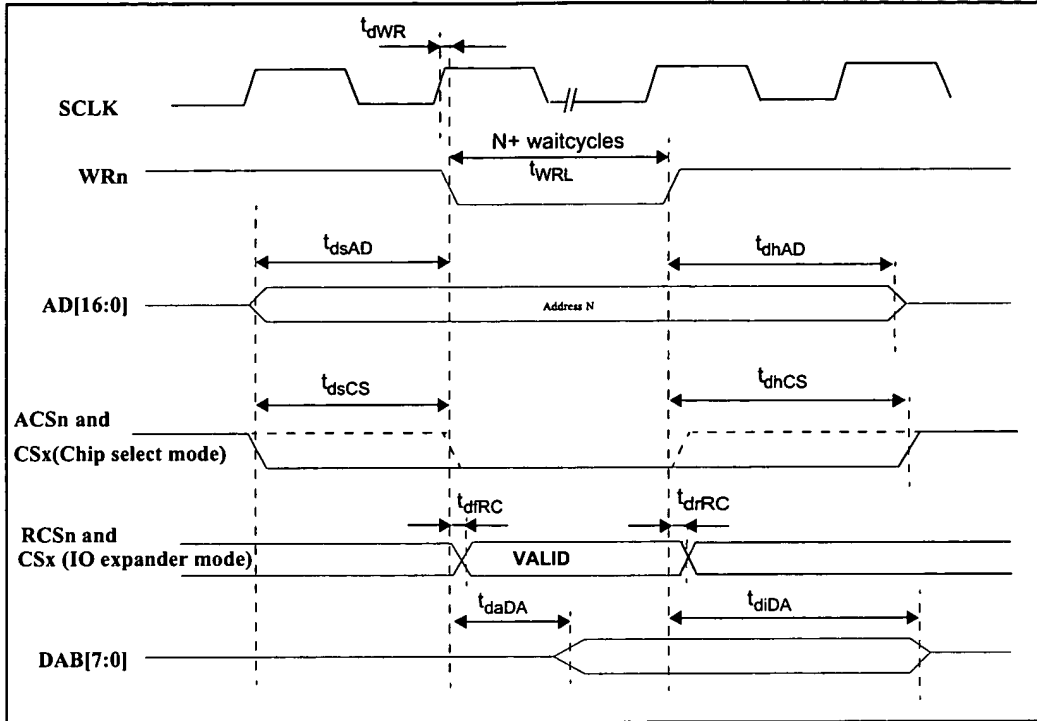 tdWR
SCLK
N+ waitcycles
WRn
tWRL
tdsAD
tdhAD
AD[16:0]
Address N
tdsCS
tdhCS
ACSn and
CSx(Chip select mode)
tdfRC
tdrRC
RCSn and
CSx (IO expander mode)
VALID
tdaDA
tdiDA
DAB[7:0]